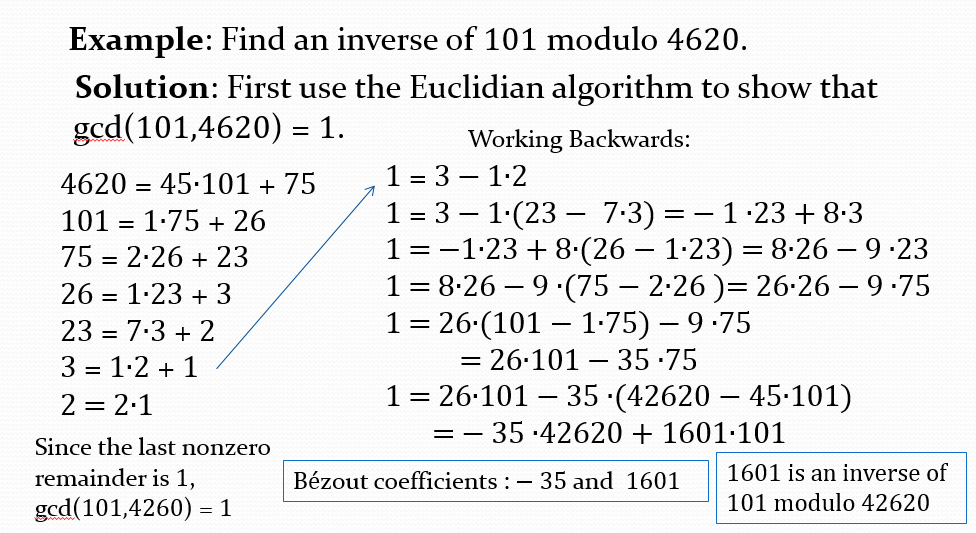 Example: Find an inverse of 101 modulo 4620.
Solution: First use the Euclidian algorithm to show that
gcd(101,4620) = 1.
4620 = 45∙101 + 75
101 = 1∙75 + 26
75 = 2∙26 + 23
26 = 1∙23 + 3
23 = 7∙3 + 2
3 = 1∙2 + 1
2 = 2∙1
Since the last nonzero
remainder is 1,
gcd(101,4260) = 1
Working Backwards:
1 = 3 − 1∙2
1 = 3 − 1∙(23 − 7∙3) = − 1 ∙23 + 8∙3
1 = −1∙23 + 8∙(26 − 1∙23) = 8∙26 − 9 ∙23
1 = 8∙26 − 9 ∙(75 − 2∙26 )= 26∙26 − 9 ∙75
1 = 26∙(101 − 1∙75) − 9 ∙75
= 26∙101 − 35 ∙75
1 = 26∙101 − 35 ∙(42620 − 45∙101)
= − 35 ∙42620 + 1601∙101
Bézout coefficients : − 35 and 1601
1601 is an inverse of
101 modulo 42620